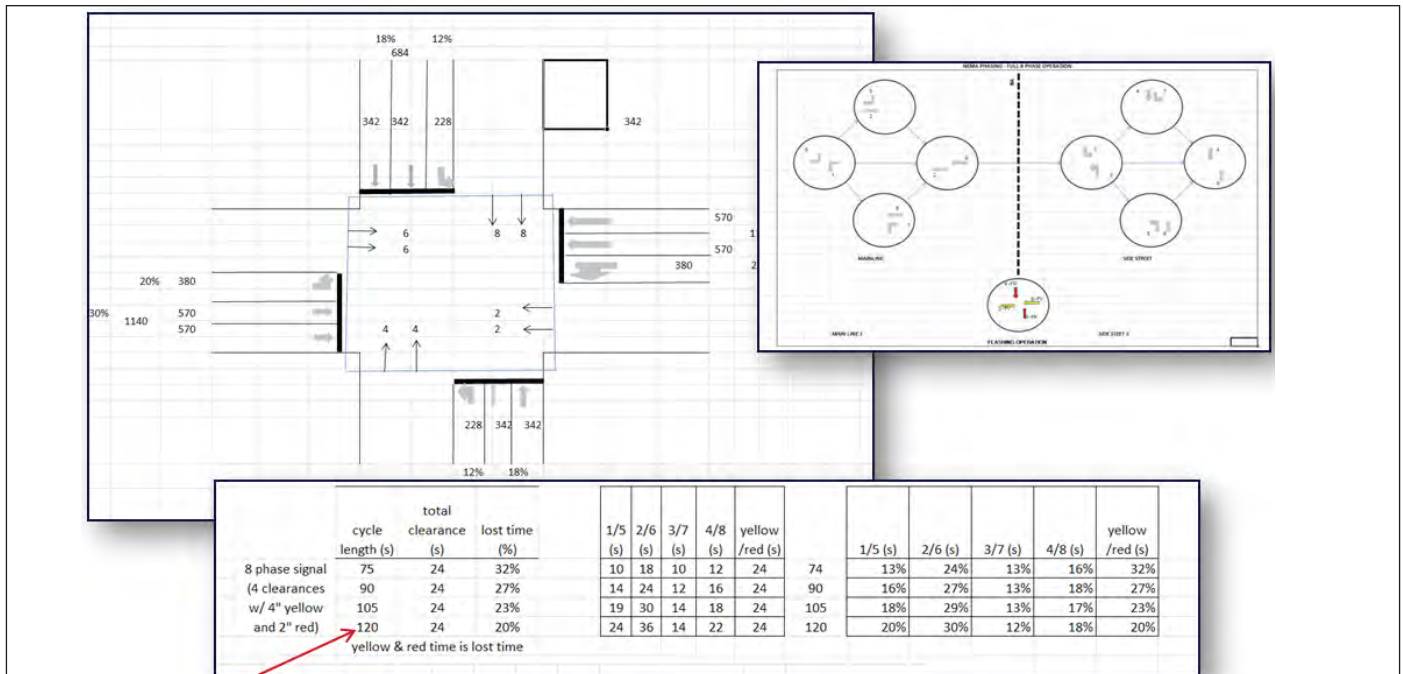 18% 12%
684
342 342 228
342
6 8 8
6
570
1
570
380 2
20% 380
30% 570
1140
570
2
4 4 2
228 342 342
12% 18%
NEMA PHASING - FULL 8 PHASE OPERATION
MAINLINE
SIDE STREET
MAIN LINE
FLASHING OPERATION
total
cycle clearance lost time
length (s) (s) (%)
8 phase signal 75 24 32%
(4 clearances 90 24 27%
w/ 4" yellow 105 24 23%
and 2" red) 120 24 20%
yellow & red time is lost time
1/5 2/6 3/7 4/8 yellow
(s) (s) (s) (s) /red (s)
10 18 10 12 24 74
14 24 12 16 24 90
19 30 14 18 24 105
24 36 14 22 24 120
yellow
1/5 (s) 2/6 (s) 3/7 (s) 4/8 (s) /red (s)
13% 24% 13% 16% 32%
16% 27% 13% 18% 27%
18% 29% 13% 17% 23%
20% 30% 12% 18% 20%